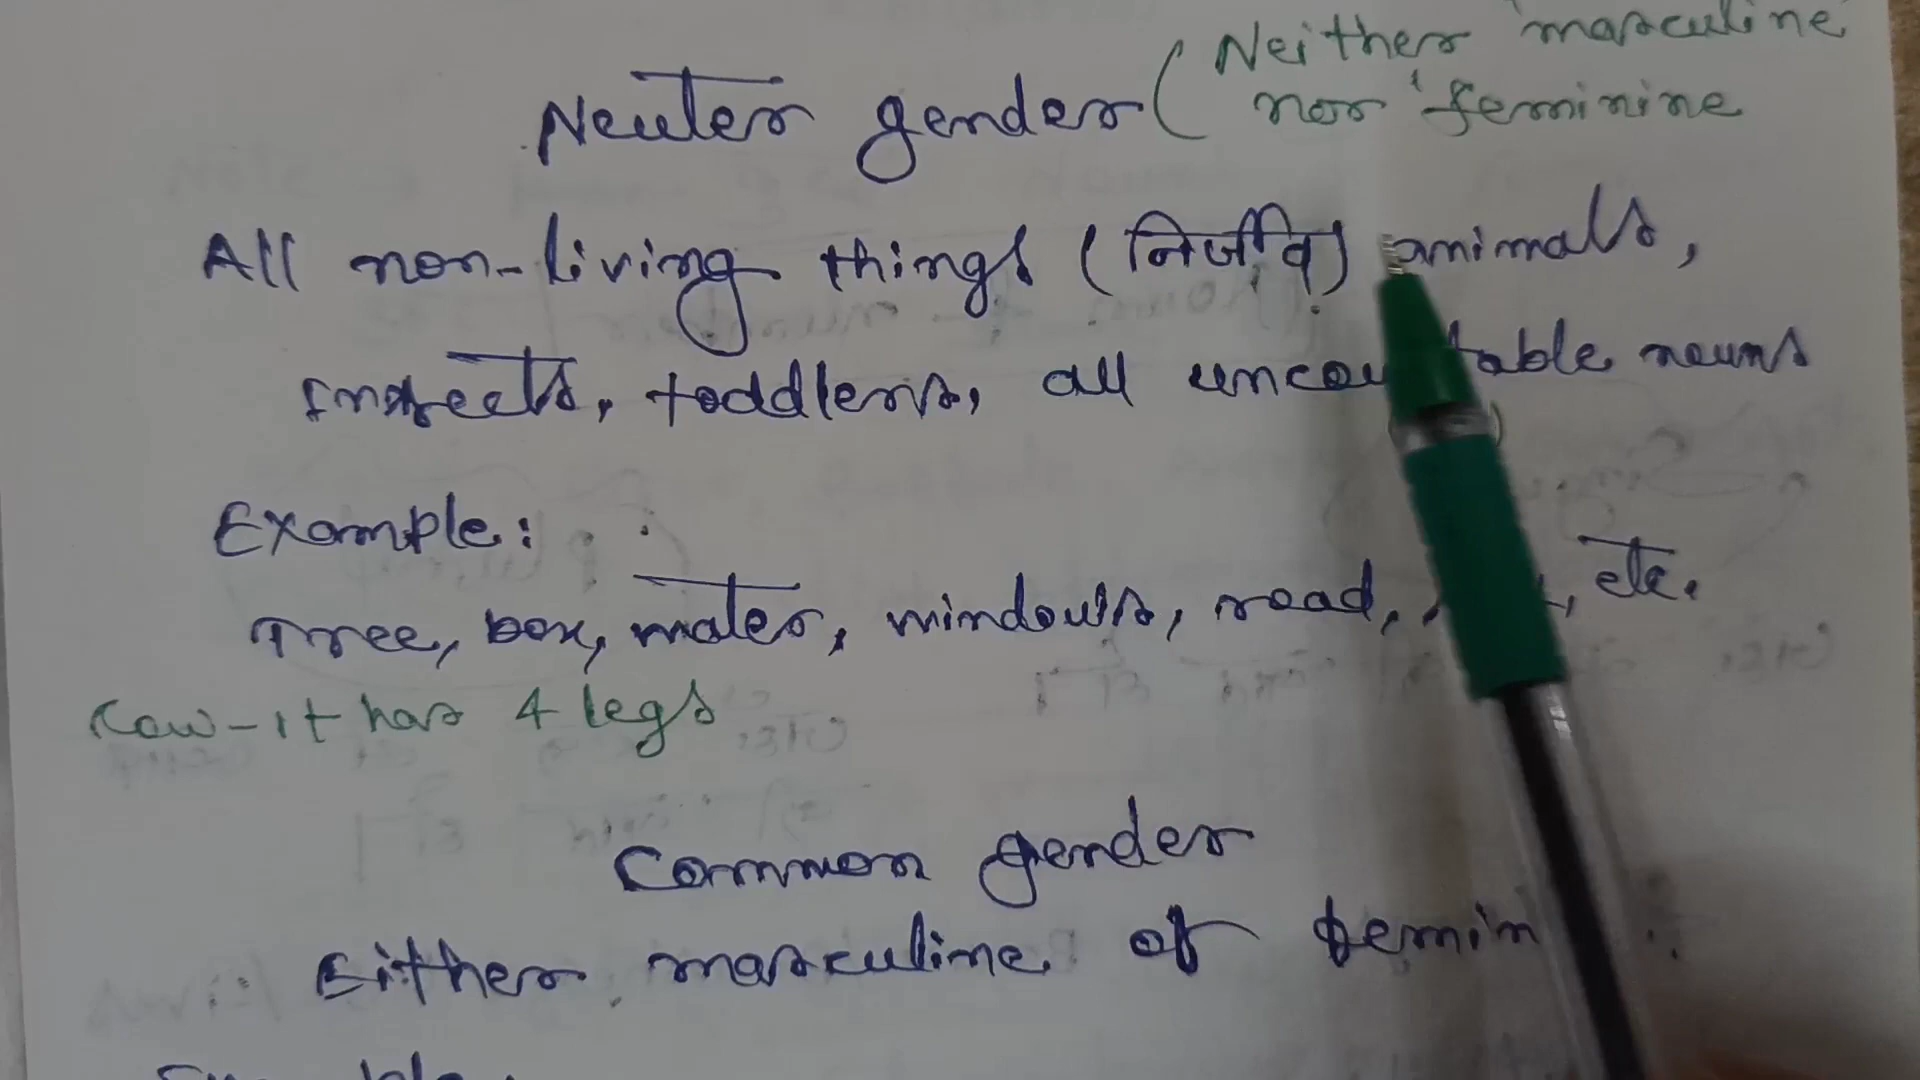 Neuter gender (Neither masculine
nor feminine
All non-living things (निर्जीव) animals,
Insects, toddlers, all uncountable nouns
Example:
Tree, box, water, windows, road, etc.
Cow-it has 4 legs
Common gender
Either masculine of femin